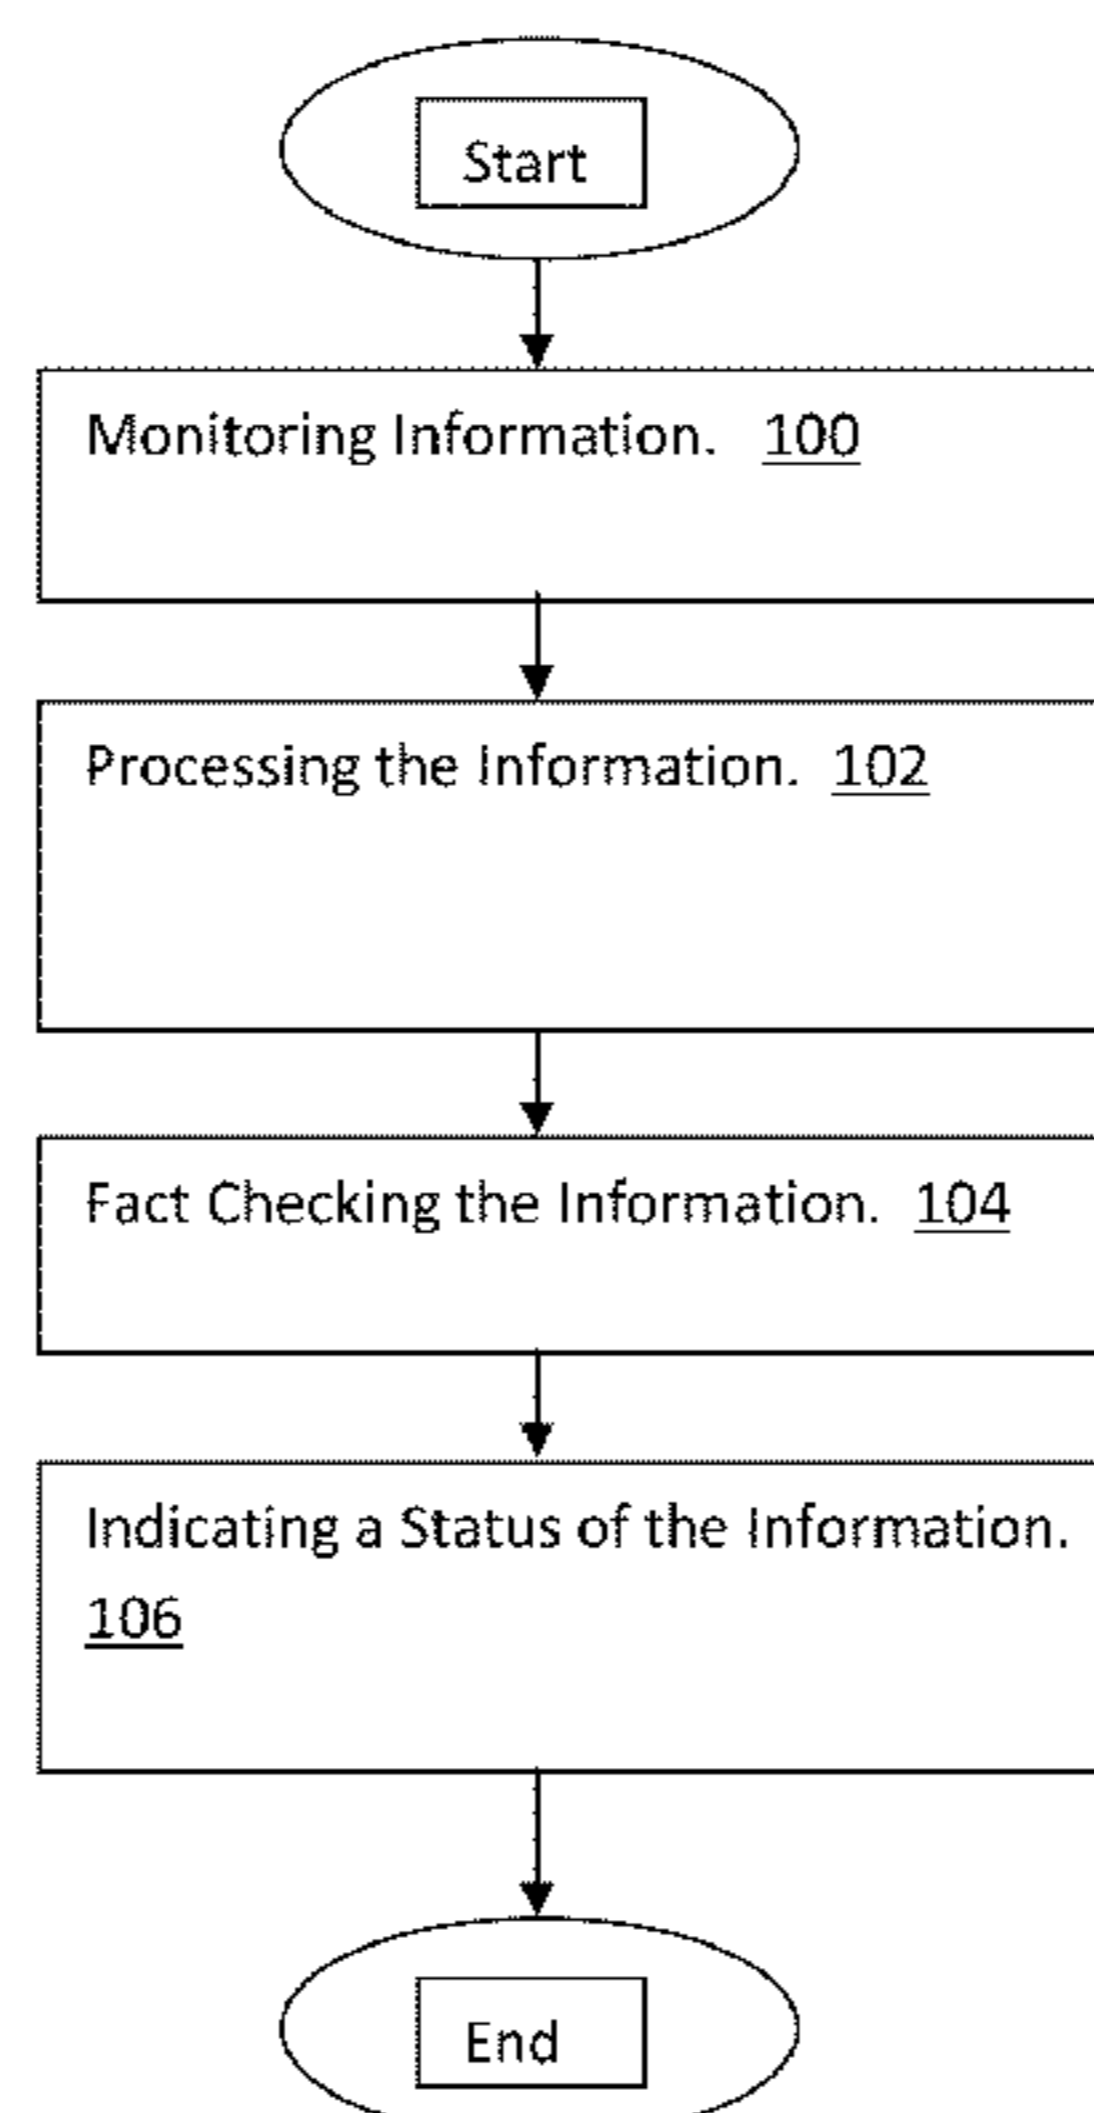 Start
Monitoring Information. 100
Processing the Information. 102
Fact Checking the Information. 104
Indicating a Status of the Information.
106
End